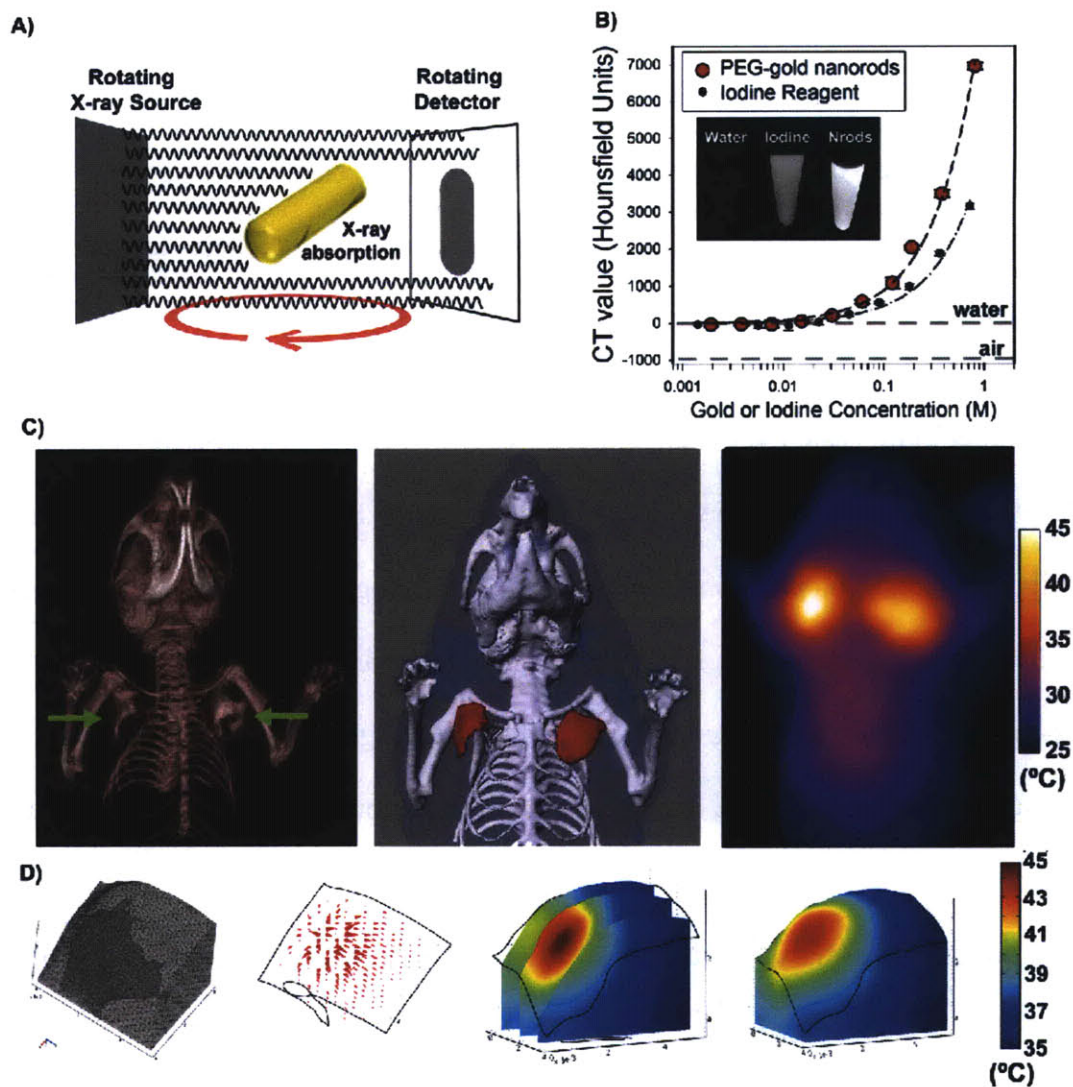 A)
Rotating
X-ray Source
Rotating
Detector
X-ray
absorption
B)
CT value (Hounsfield Units)
7000
6000
5000
4000
3000
2000
1000
0
-1000
PEG-gold nanorods
Iodine Reagent
Water Iodine Nrods
water
air
0.001 0.01 0.1 1
Gold or Iodine Concentration (M)
C)
45
40
35
30
25
(ºC)
D)
45
43
41
39
37
35
(ºC)